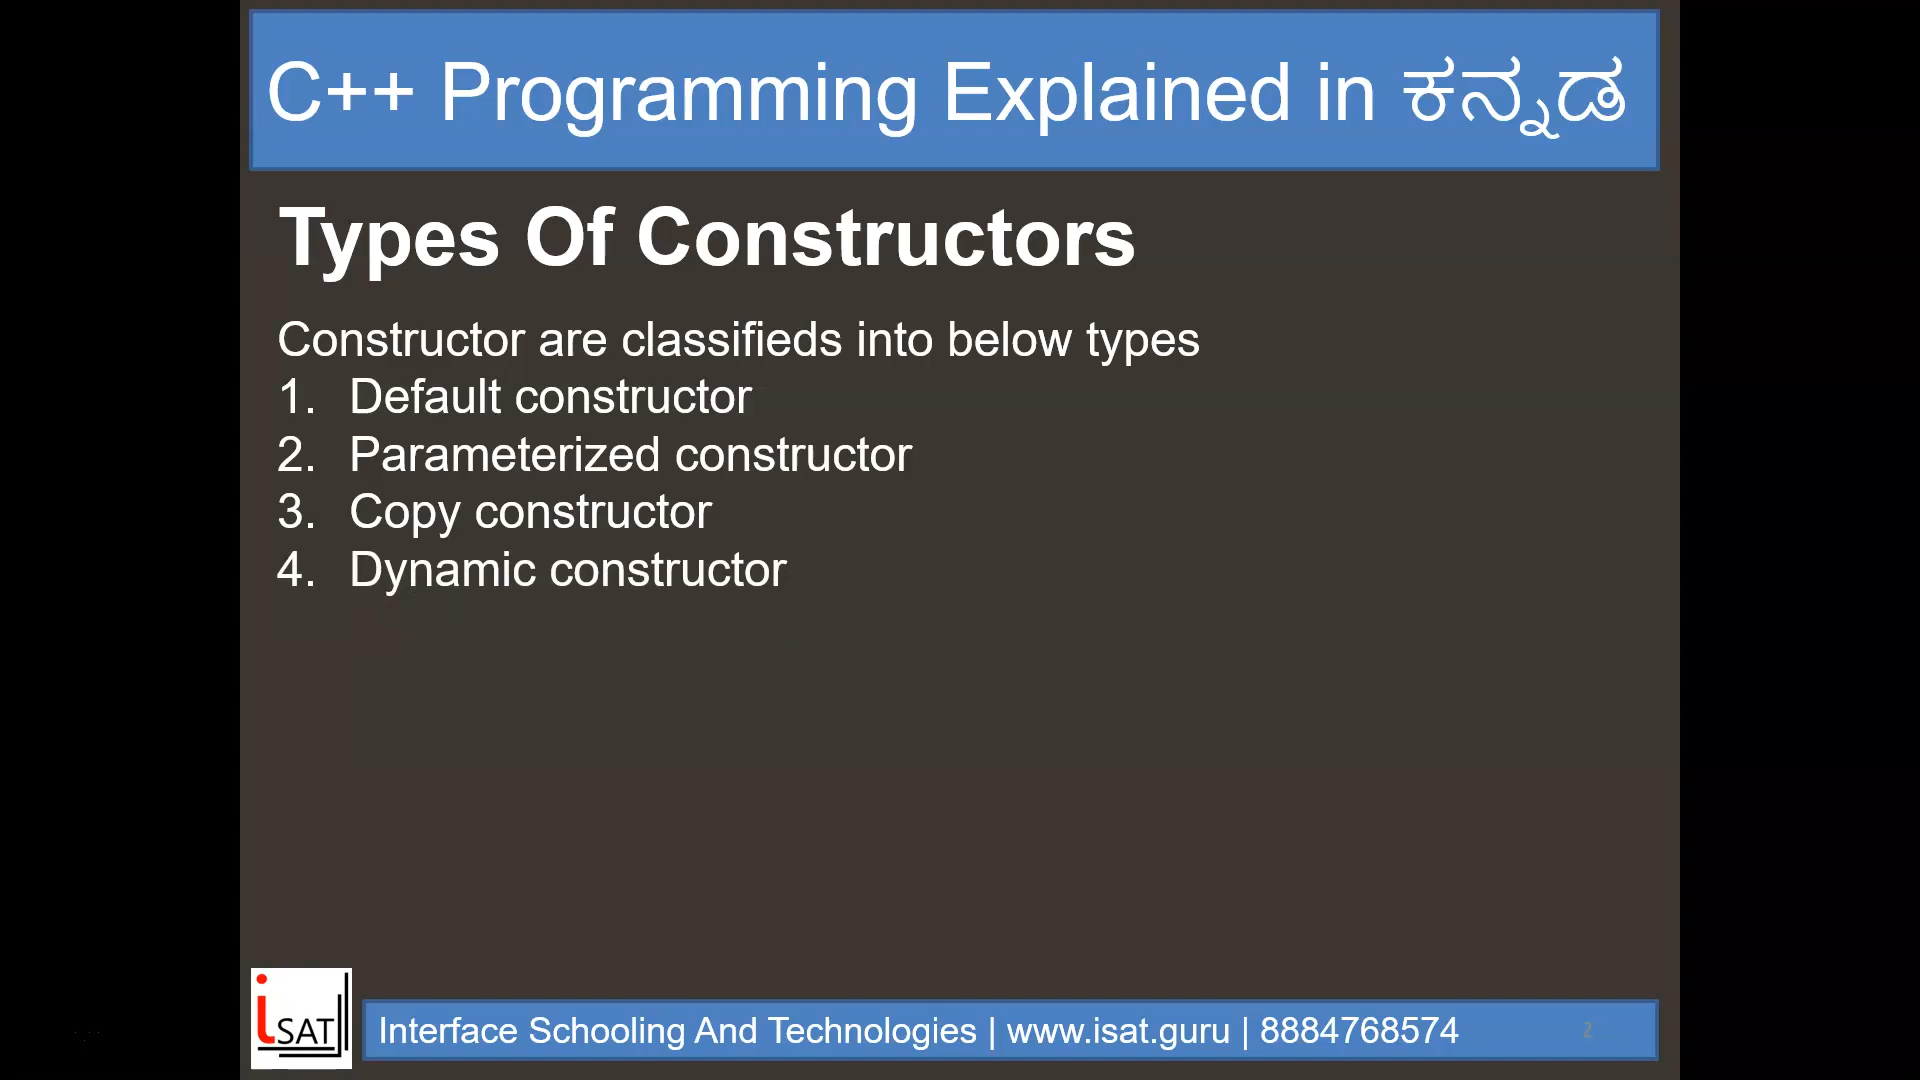 C++ Programming Explained in ಕನ್ನಡ
Types Of Constructors
Constructor are classifieds into below types
1. Default constructor
2. Parameterized constructor
3. Copy constructor
4. Dynamic constructor
iSAT
Interface Schooling And Technologies | www.isat.guru | 8884768574
2